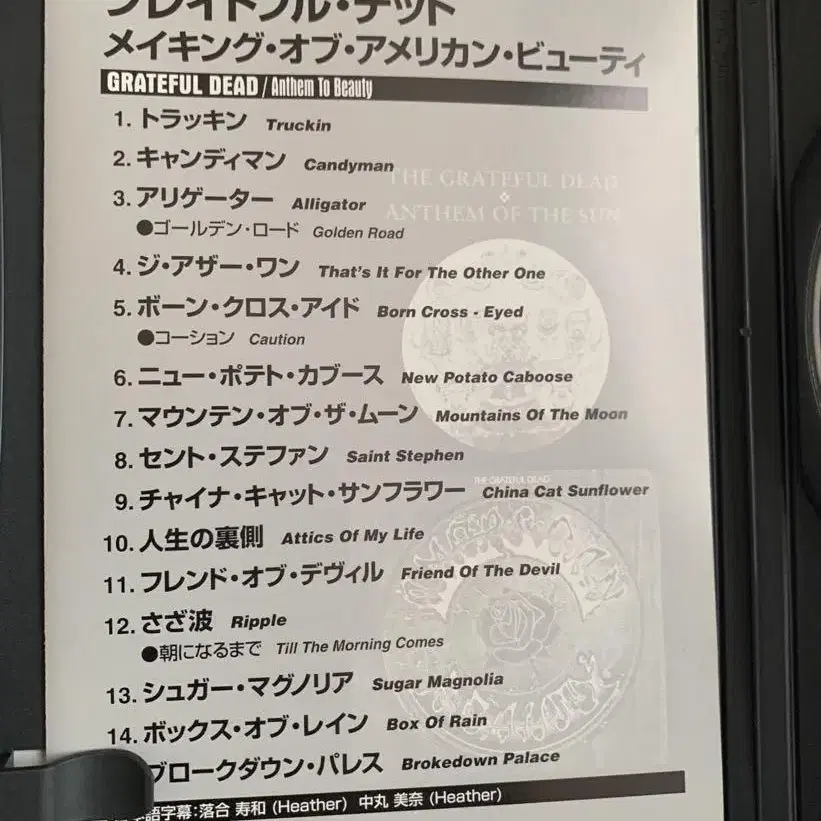 グレイトフル・デッド
メイキング・オブ・アメリカン・ビューティ
GRATEFUL DEAD / Anthem To Beauty
1. トラッキン Truckin
2. キャンディマン Candyman
3. アリゲーター Alligator
●ゴールデン・ロード Golden Road
4. ジ・アザー・ワン That's It For The Other One
5. ボーン・クロス・アイド Born Cross - Eyed
●コーション Caution
6. ニュー・ポテト・カブース New Potato Caboose
7. マウンテン・オブ・ザ・ムーン Mountains Of The Moon
8. セント・ステファン Saint Stephen
9. チャイナ・キャット・サンフラワー China Cat Sunflower
10. 人生の裏側 Attics Of My Life
11. フレンド・オブ・デヴィル Friend Of The Devil
12. さざ波 Ripple
●朝になるまで Till The Morning Comes
13. シュガー・マグノリア Sugar Magnolia
14. ボックス・オブ・レイン Box Of Rain
ブロークダウン・パレス Brokedown Palace
語字幕:落合 寿和 (Heather) 中丸 美奈 (Heather)
THE GRATEFUL DEAD
ANTHEM OF THE SUN
THE GRATEFUL DEAD